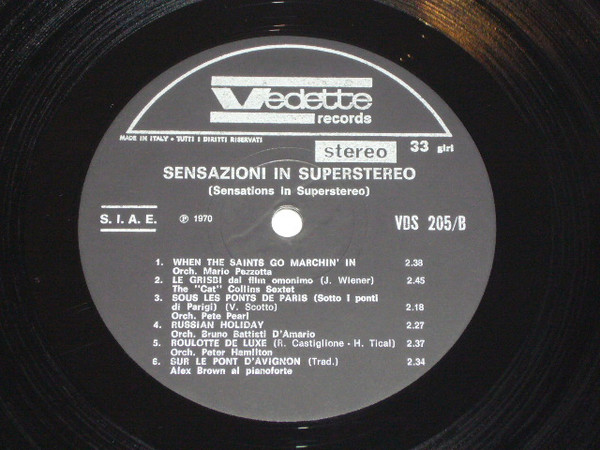 Vedette
records
MADE IN ITALY • TUTTI I DIRITTI RISERVATI
stereo 33 giri
SENSAZIONI IN SUPERSTEREO
(Sensations in Superstereo)
S. I. A. E. ℗ 1970 VDS 205/B
1. WHEN THE SAINTS GO MARCHIN' IN 2.38
Orch. Mario Pezzotta
2. LE GRISBI dal film omonimo (J. Wiener) 2.45
The "Cat" Collins Sextet
3. SOUS LES PONTS DE PARIS (Sotto i ponti
di Parigi) (V. Scotto) 2.18
Orch. Pete Pearl
4. RUSSIAN HOLIDAY 2.27
Orch. Bruno Battisti D'Amario
5. ROULOTTE DE LUXE (R. Castiglione - H. Tical) 2.37
Orch. Peter Hamilton
6. SUR LE PONT D'AVIGNON (Trad.) 2.34
Alex Brown al pianoforte